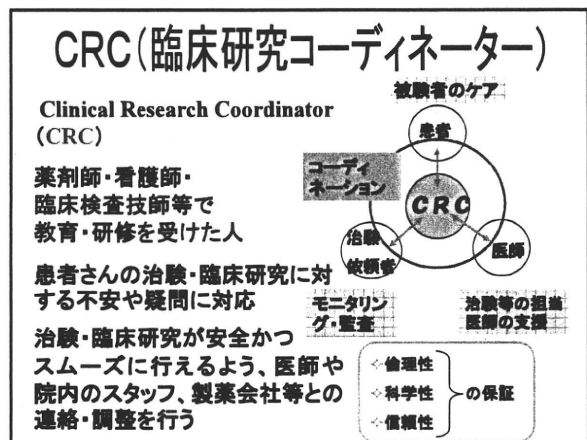 CRC(臨床研究コーディネーター)
Clinical Research Coordinator
(CRC)
薬剤師・看護師・
臨床検査技師等で
教育・研修を受けた人
患者さんの治験・臨床研究に対
する不安や疑問に対応
治験・臨床研究が安全かつ
スムーズに行えるよう、医師や
院内のスタッフ、製薬会社等との
連絡・調整を行う
被験者のケア
患者
コーディ
ネーション
CRC
治験
依頼者
医師
モニタリン
グ・監査
治験等の担当
医師の支援
倫理性
科学性
信頼性
の保証